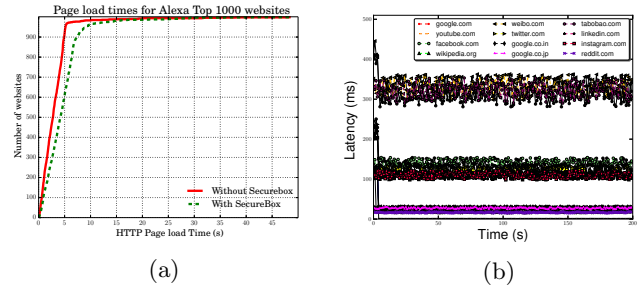 Page load times for Alexa Top 1000 websites
Number of websites
900
800
700
600
500
400
300
200
100
0
0 5 10 15 20 25 30 35 40 45
HTTP Page load Time (s)
Without Securebox
With SecureBox
(a)
Latency (ms)
400
300
200
100
0
0 50 100 150 200
Time (s)
google.com
youtube.com
facebook.com
wikipedia.org
weibo.com
twitter.com
google.co.in
google.co.jp
tabobao.com
linkedin.com
instagram.com
reddit.com
(b)